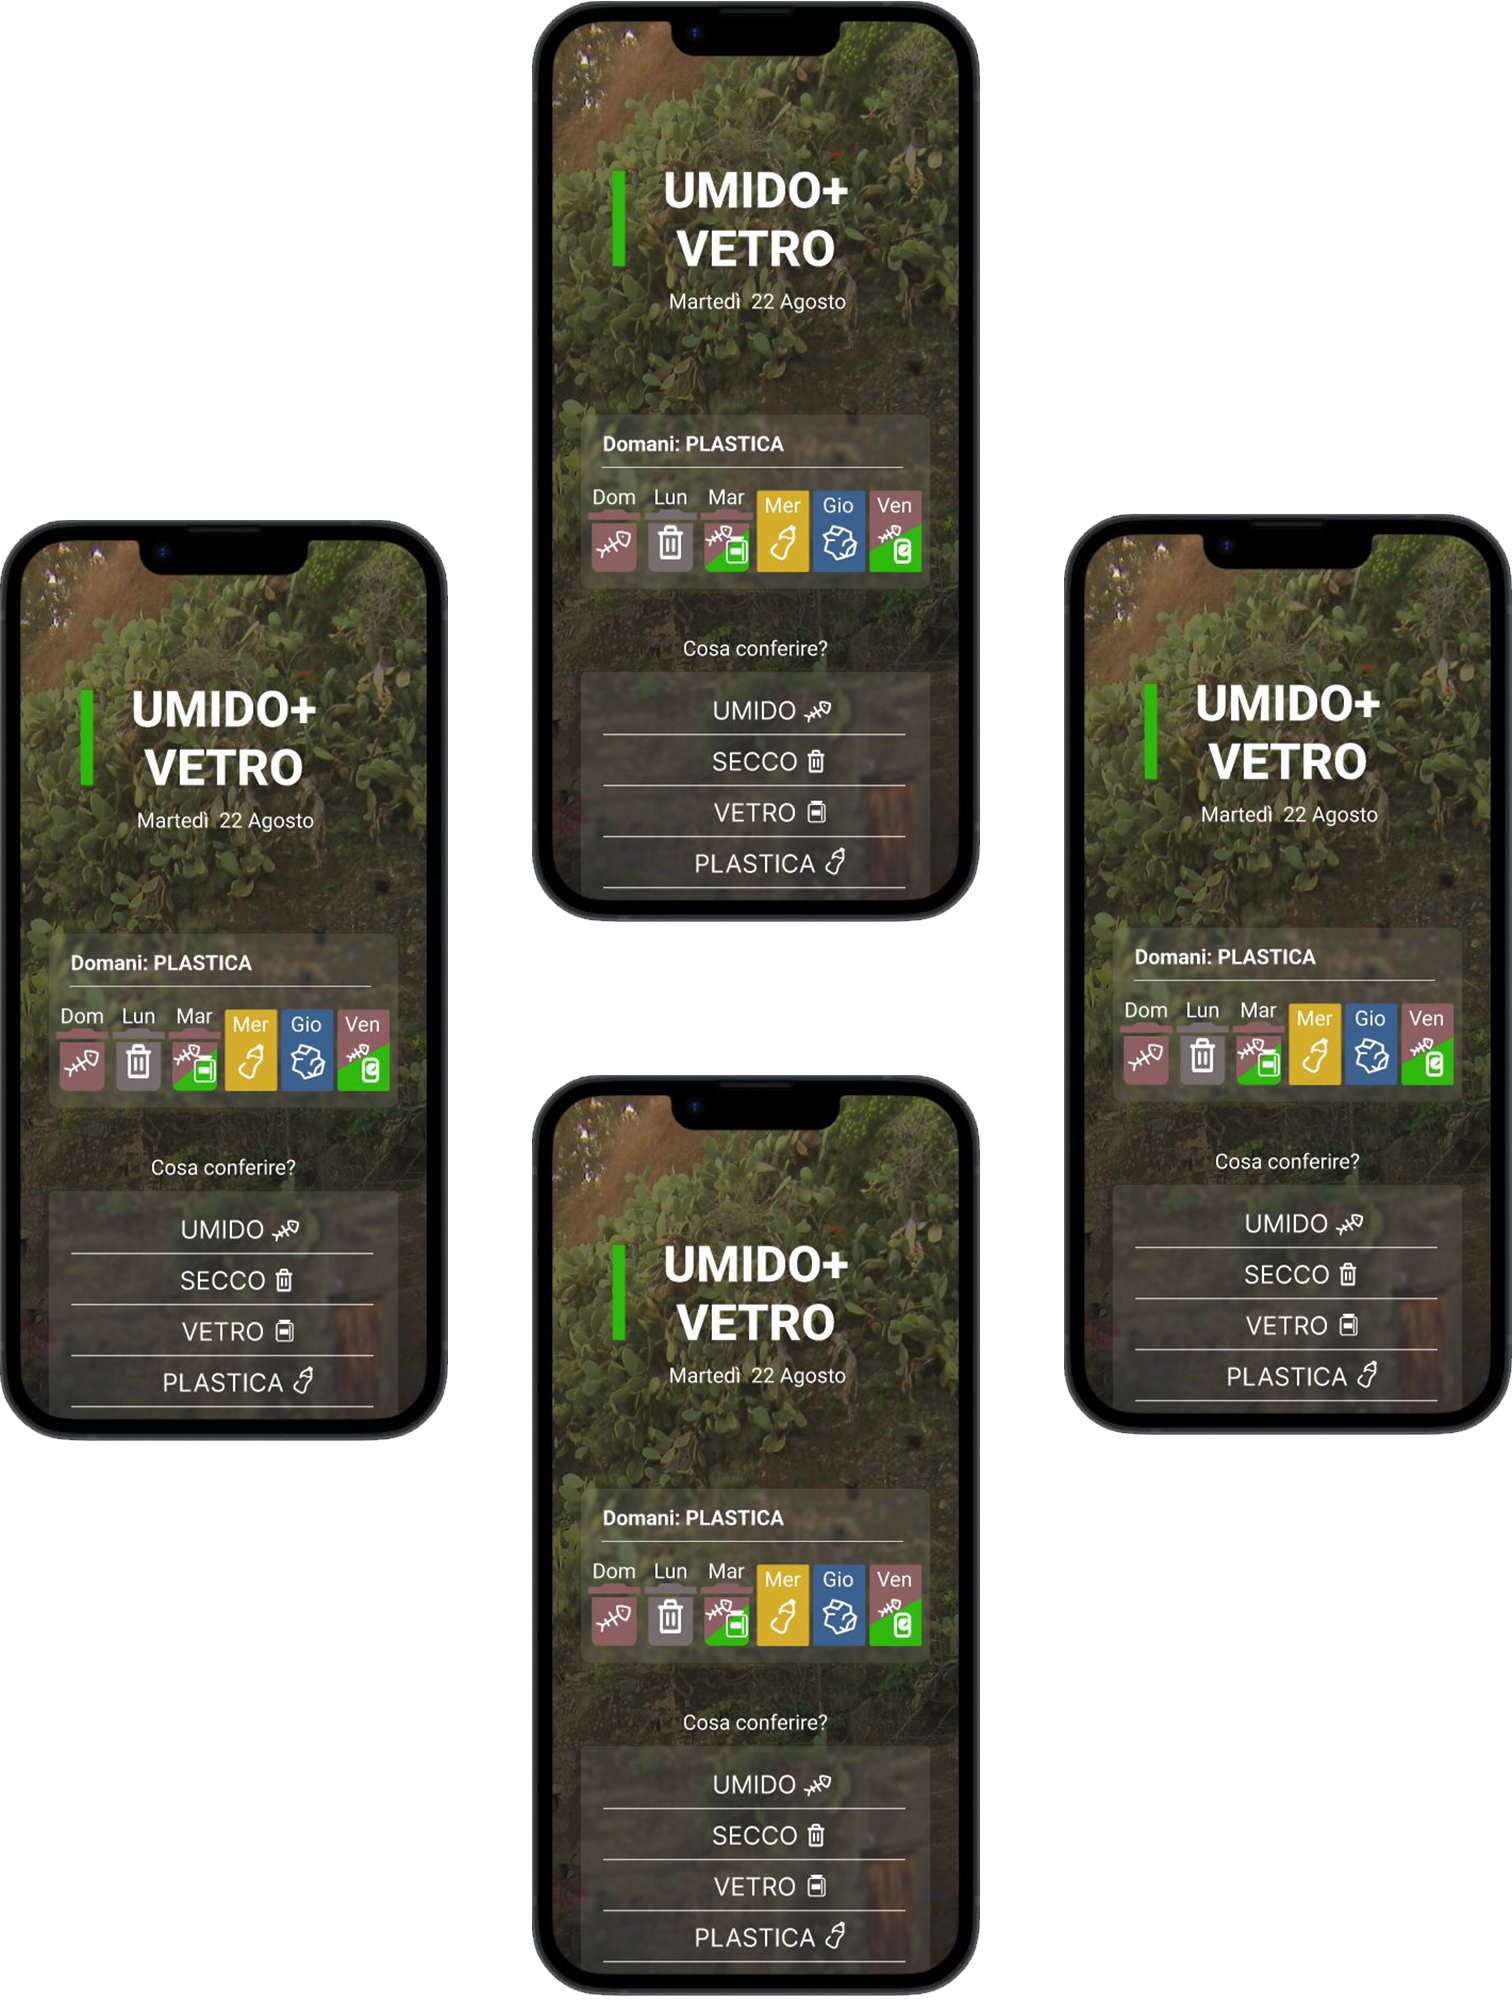 UMIDO+
VETRO
Martedì 22 Agosto
Domani: PLASTICA
Dom Lun Mar Mer Gio Ven
Cosa conferire?
UMIDO
SECCO
VETRO
PLASTICA
UMIDO+
VETRO
Martedì 22 Agosto
Domani: PLASTICA
Dom Lun Mar Mer Gio Ven
Cosa conferire?
UMIDO
SECCO
VETRO
PLASTICA
UMIDO+
VETRO
Martedì 22 Agosto
Domani: PLASTICA
Dom Lun Mar Mer Gio Ven
Cosa conferire?
UMIDO
SECCO
VETRO
PLASTICA
UMIDO+
VETRO
Martedì 22 Agosto
Domani: PLASTICA
Dom Lun Mar Mer Gio Ven
Cosa conferire?
UMIDO
SECCO
VETRO
PLASTICA